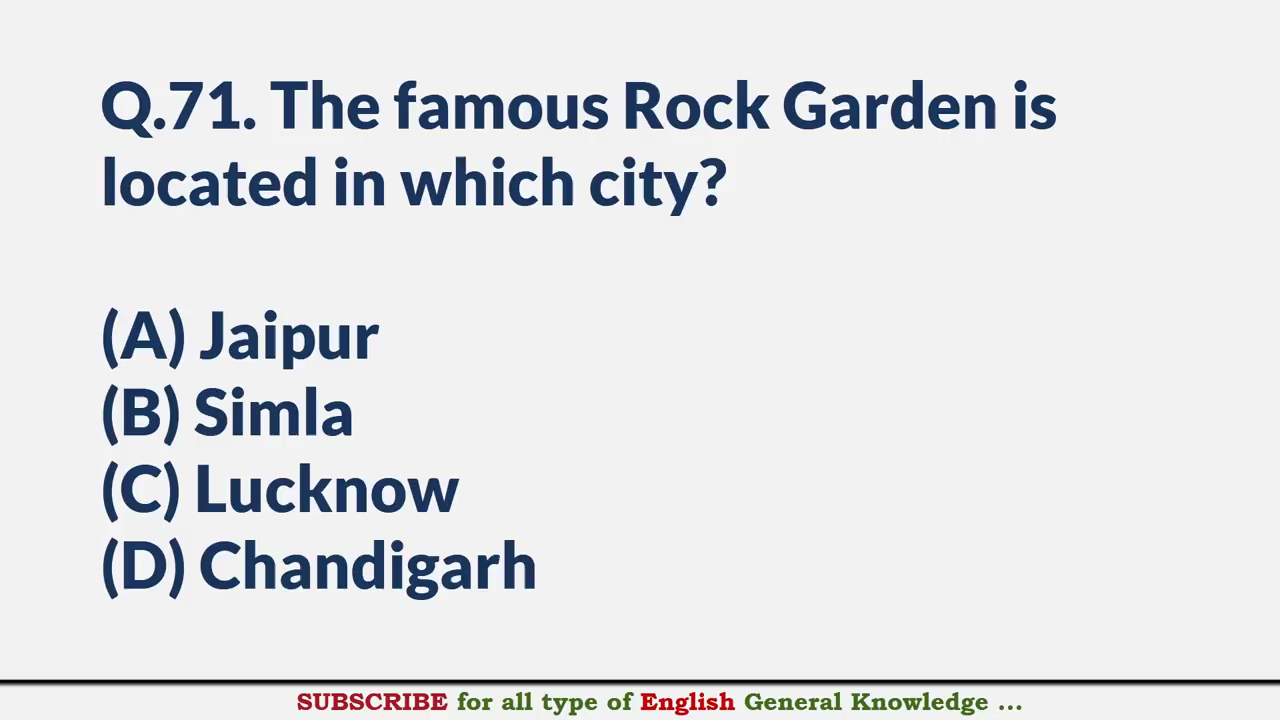 Q.71. The famous Rock Garden is
located in which city?
(A) Jaipur
(B) Simla
(C) Lucknow
(D) Chandigarh
SUBSCRIBE for all type of English General Knowledge ...